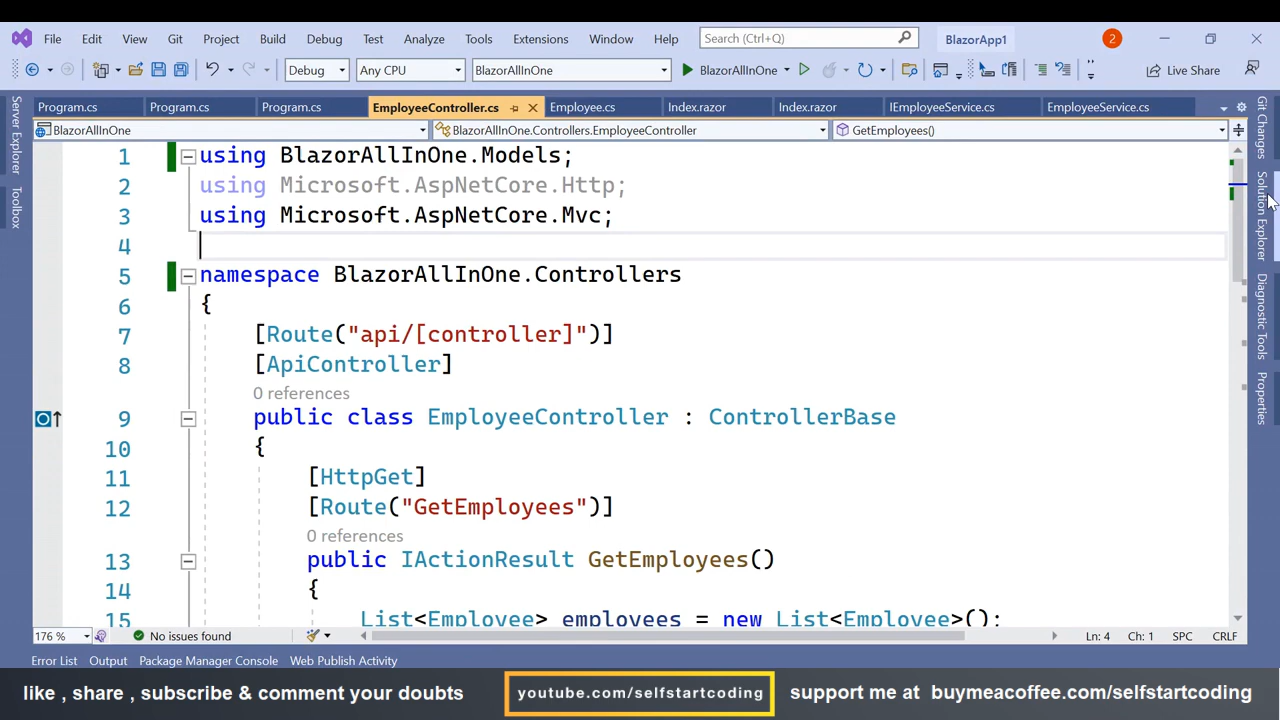 File Edit View Git Project Build Debug Test Analyze Tools Extensions Window Help Search (Ctrl+Q) BlazorApp1 2
Debug Any CPU BlazorAllInOne BlazorAllInOne Live Share
Program.cs Program.cs Program.cs EmployeeController.cs Employee.cs Index.razor Index.razor IEmployeeService.cs EmployeeService.cs
BlazorAllInOne BlazorAllInOne.Controllers.EmployeeController GetEmployees()
Server Explorer
Toolbox
1 using BlazorAllInOne.Models;
2 using Microsoft.AspNetCore.Http;
3 using Microsoft.AspNetCore.Mvc;
4
5 namespace BlazorAllInOne.Controllers
6 {
7 [Route("api/[controller]")]
8 [ApiController]
0 references
9 public class EmployeeController : ControllerBase
10 {
11 [HttpGet]
12 [Route("GetEmployees")]
0 references
13 public IActionResult GetEmployees()
14 {
15 List<Employee> employees = new List<Employee>();
Git Changes
Solution Explorer
Diagnostic Tools
Properties
176 % No issues found Ln: 4 Ch: 1 SPC CRLF
Error List Output Package Manager Console Web Publish Activity
like , share , subscribe & comment your doubts youtube.com/selfstartcoding support me at buymeacoffee.com/selfstartcoding